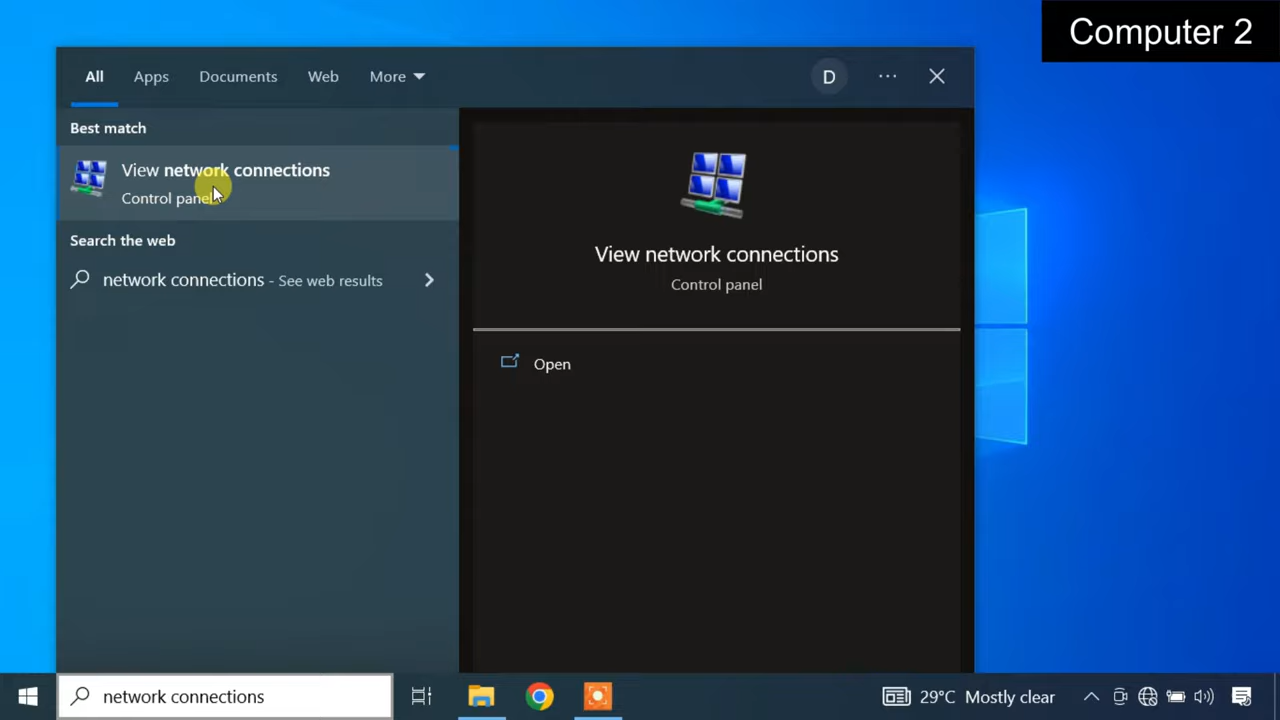 Computer 2
All Apps Documents Web More D ... 
Best match
View network connections
Control panel
Search the web
network connections - See web results
View network connections
Control panel
Open
network connections
29°C Mostly clear